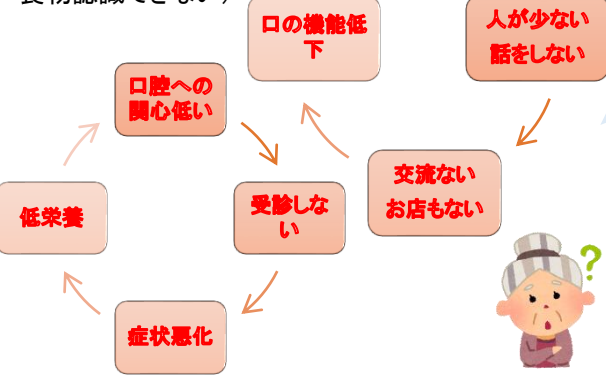 口の機能低
下
人が少ない
話をしない
口腔への
関心低い
交流ない
お店もない
低栄養
受診しな
い
症状悪化
?